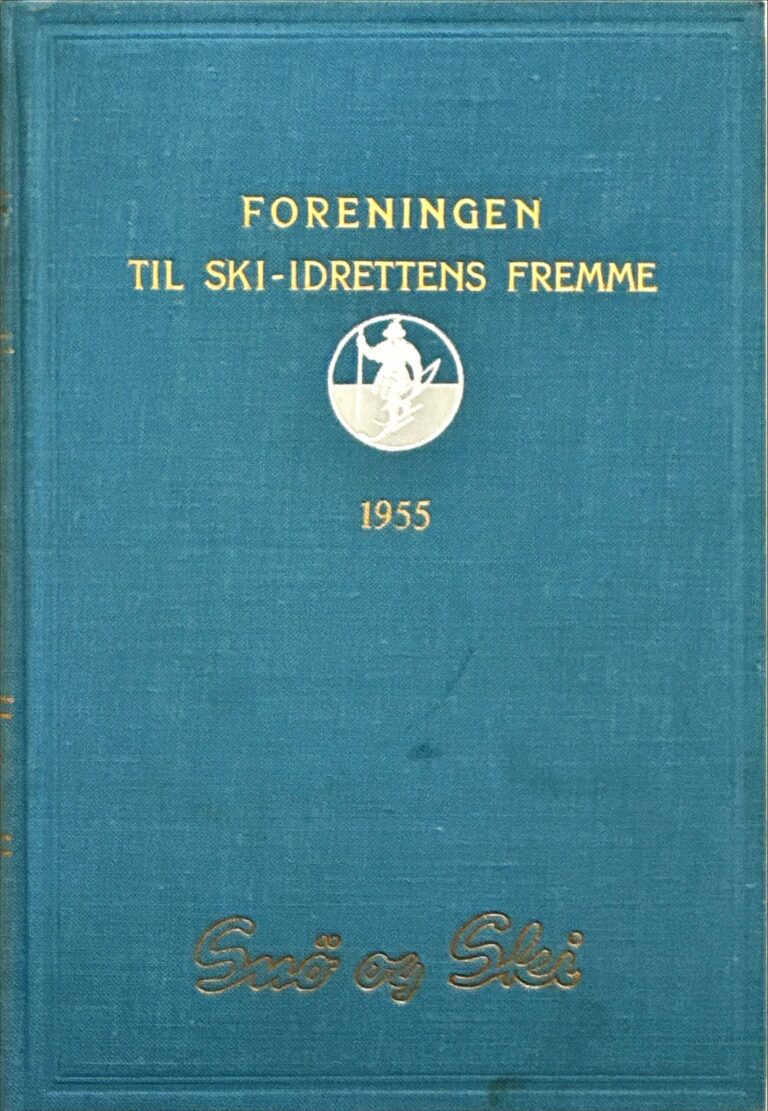 FORENINGEN
TIL SKI-IDRETTENS FREMME
1955
Snö og Ski